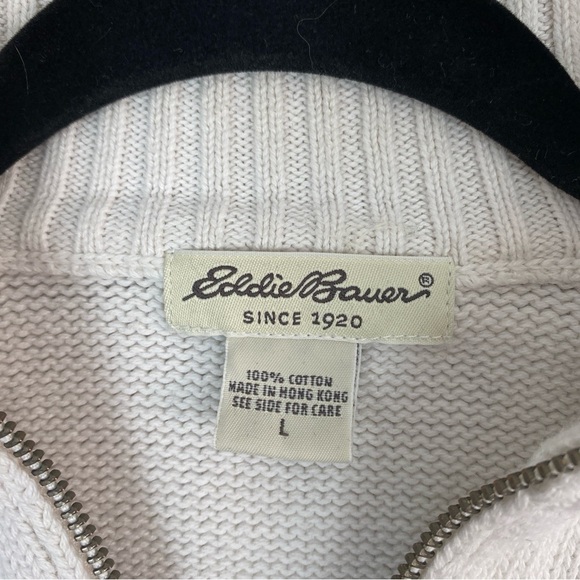 Eddie Bauer®
SINCE 1920
100% COTTON
MADE IN HONG KONG
SEE SIDE FOR CARE
L